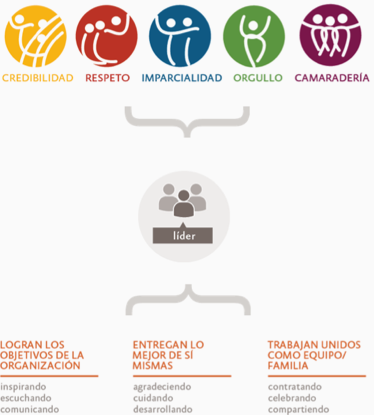 CREDIBILIDAD RESPETO IMPARCIALIDAD ORGULLO CAMARADERÍA
líder
LOGRAN LOS
OBJETIVOS DE LA
ORGANIZACIÓN
inspirando
escuchando
comunicando
ENTREGAN LO
MEJOR DE SÍ
MISMAS
agradeciendo
cuidando
desarrollando
TRABAJAN UNIDOS
COMO EQUIPO/
FAMILIA
contratando
celebrando
compartiendo